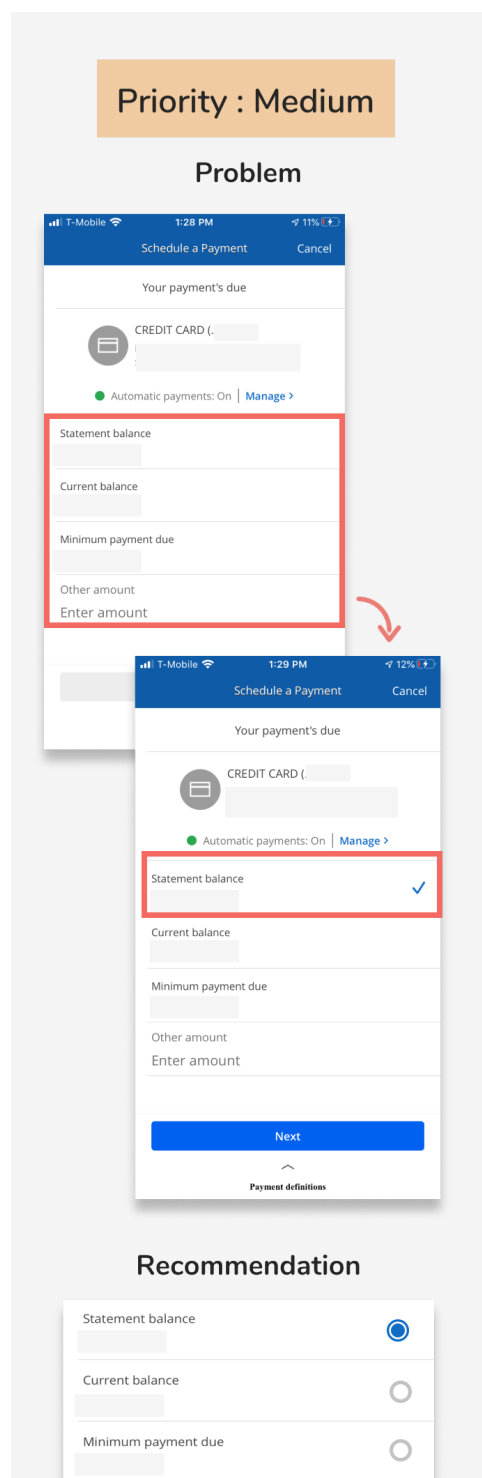 Priority : Medium
Problem
T-Mobile 1:28 PM 11%
Schedule a Payment Cancel
Your payment's due
CREDIT CARD (.
Automatic payments: On | Manage >
Statement balance
Current balance
Minimum payment due
Other amount
Enter amount
T-Mobile 1:29 PM 12%
Schedule a Payment Cancel
Your payment's due
CREDIT CARD (.
Automatic payments: On | Manage >
Statement balance
Current balance
Minimum payment due
Other amount
Enter amount
Next
Payment definitions
Recommendation
Statement balance
Current balance
Minimum payment due